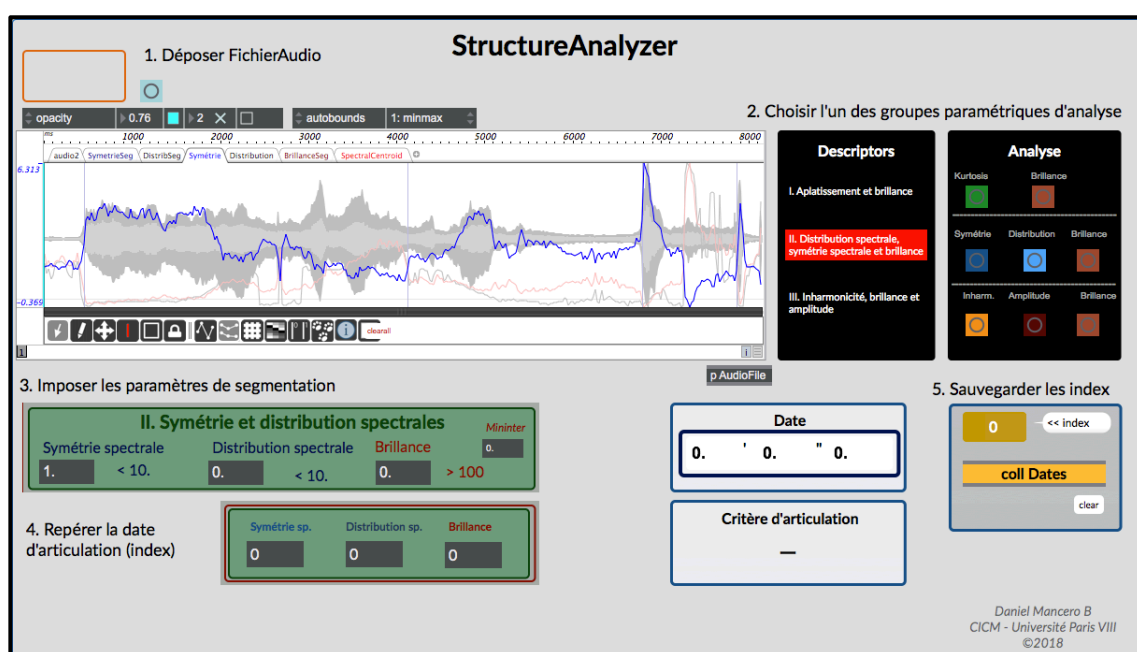 StructureAnalyzer
1. Déposer FichierAudio
opacity 0.76 2 autobounds 1: minmax
2. Choisir l'un des groupes paramétriques d'analyse
ms 1000 2000 3000 4000 5000 6000 7000 8000
audio2 SymetrieSeg DistribSeg Symétrie Distribution BrillanceSeg SpectralCentroid
6.313
-0.369
clearall
1
i
Descriptors
I. Aplatissement et brillance
II. Distribution spectrale,
symétrie spectrale et brillance
III. Inharmonicité, brillance et
amplitude
Analyse
Kurtosis Brillance
Symétrie Distribution Brillance
Inharm. Amplitude Brillance
p AudioFile
3. Imposer les paramètres de segmentation
II. Symétrie et distribution spectrales
Mininter
Symétrie spectrale Distribution spectrale Brillance 0.
1. < 10. 0. < 10. 0. > 100
4. Repérer la date
d'articulation (index)
Symétrie sp. Distribution sp. Brillance
0 0 0
Date
0. ' 0. " 0.
Critère d'articulation
—
5. Sauvegarder les index
0 << index
coll Dates
clear
Daniel Mancero B
CICM - Université Paris VIII
©2018